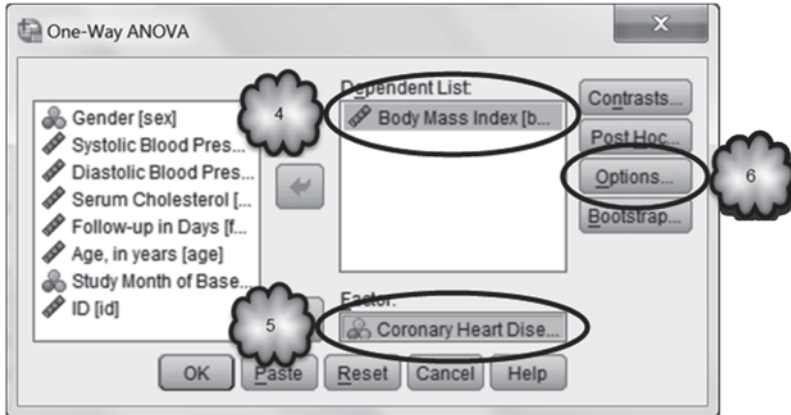 One-Way ANOVA
X
Dependent List:
4
Body Mass Index [b...
Gender [sex]
Systolic Blood Pres...
Diastolic Blood Pres...
Serum Cholesterol [...
Follow-up in Days [f...
Age, in years [age]
Study Month of Base...
ID [id]
Contrasts...
Post Hoc...
Options...
6
Bootstrap...
Factor:
5
Coronary Heart Dise...
OK Paste Reset Cancel Help